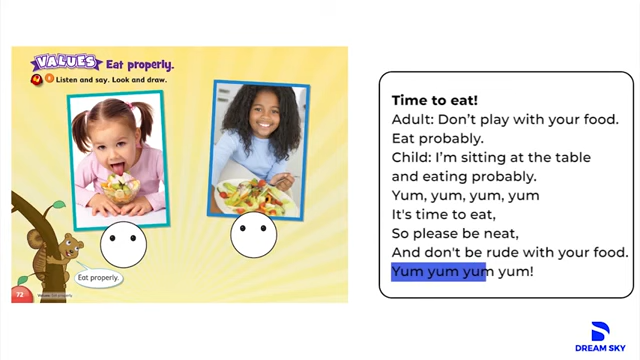 VALUES Eat properly.
Listen and say. Look and draw.
Eat properly.
72
Time to eat!
Adult: Don't play with your food.
Eat probably.
Child: I'm sitting at the table
and eating probably.
Yum, yum, yum, yum
It's time to eat,
So please be neat,
And don't be rude with your food.
Yum yum yum yum!
DREAM SKY